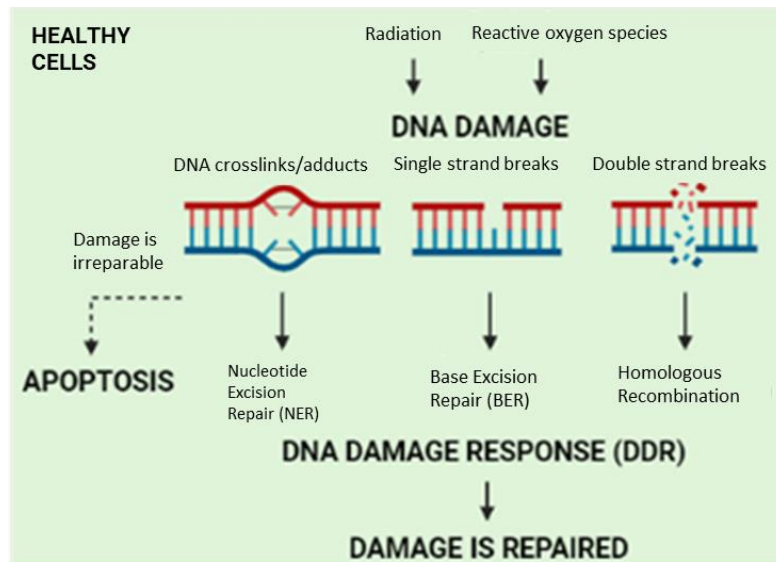 HEALTHY
CELLS
Radiation
Reactive oxygen species
DNA DAMAGE
DNA crosslinks/adducts
Single strand breaks
Double strand breaks
Damage is
irreparable
APOPTOSIS
Nucleotide
Excision
Repair (NER)
Base Excision
Repair (BER)
Homologous
Recombination
DNA DAMAGE RESPONSE (DDR)
DAMAGE IS REPAIRED